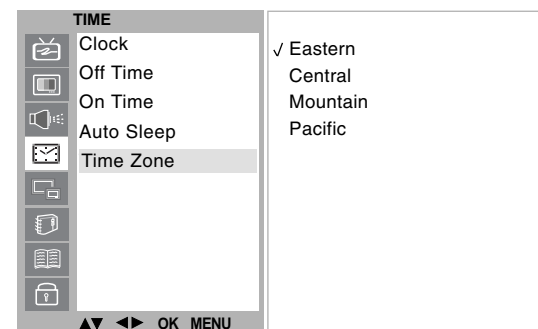 TIME
Clock
Off Time
On Time
Auto Sleep
Time Zone
√ Eastern
Central
Mountain
Pacific
▲▼ ◀▶ OK MENU